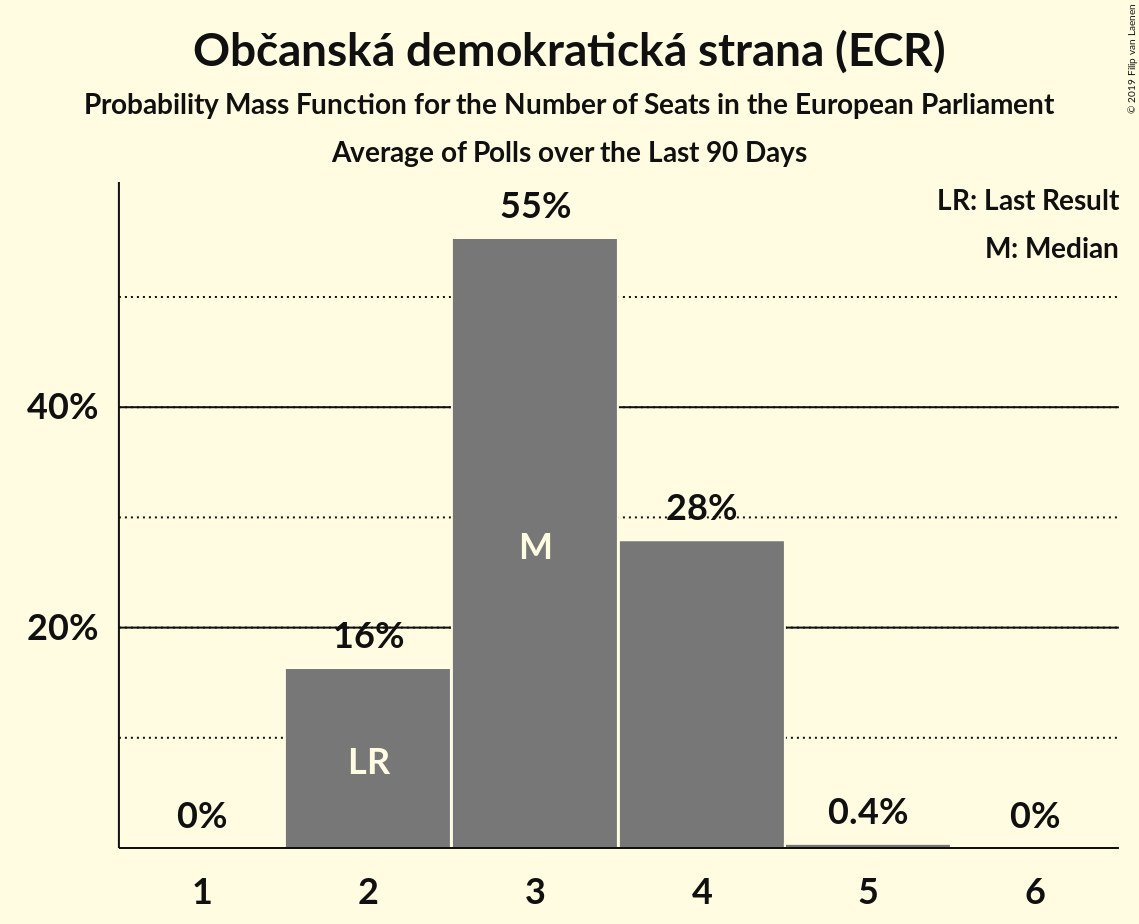 Občanská demokratická strana (ECR)
Probability Mass Function for the Number of Seats in the European Parliament
Average of Polls over the Last 90 Days
© 2019 Filip van Laenen
LR: Last Result
M: Median
55%
40%
28%
M
20%
16%
LR
0%
0.4%
0%
1 2 3 4 5 6